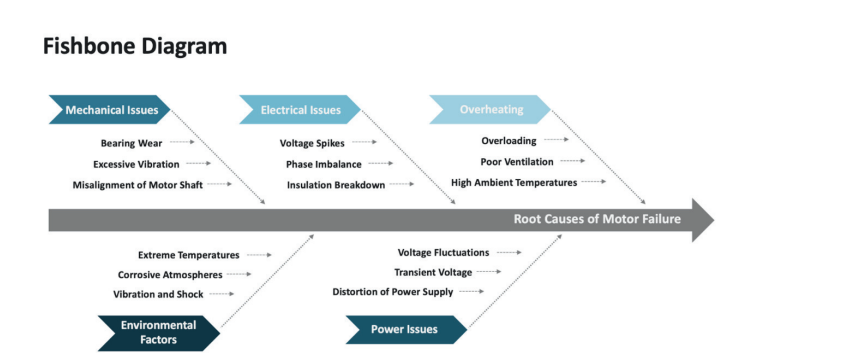 Fishbone Diagram
Mechanical Issues
Electrical Issues
Overheating
Bearing Wear
Excessive Vibration
Misalignment of Motor Shaft
Voltage Spikes
Phase Imbalance
Insulation Breakdown
Overloading
Poor Ventilation
High Ambient Temperatures
Root Causes of Motor Failure
Extreme Temperatures
Corrosive Atmospheres
Vibration and Shock
Voltage Fluctuations
Transient Voltage
Distortion of Power Supply
Environmental
Factors
Power Issues